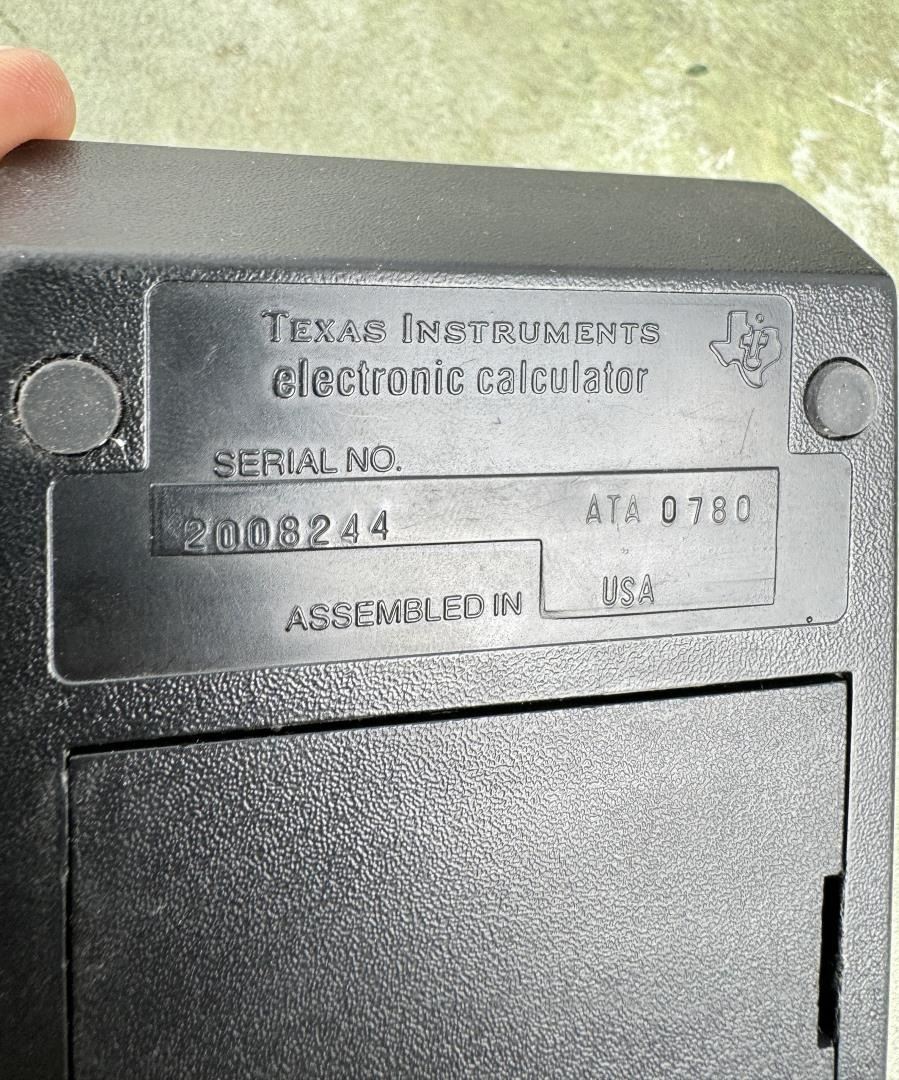 TEXAS INSTRUMENTS
electronic calculator
SERIAL NO.
2008244 ATA 0780
ASSEMBLED IN USA